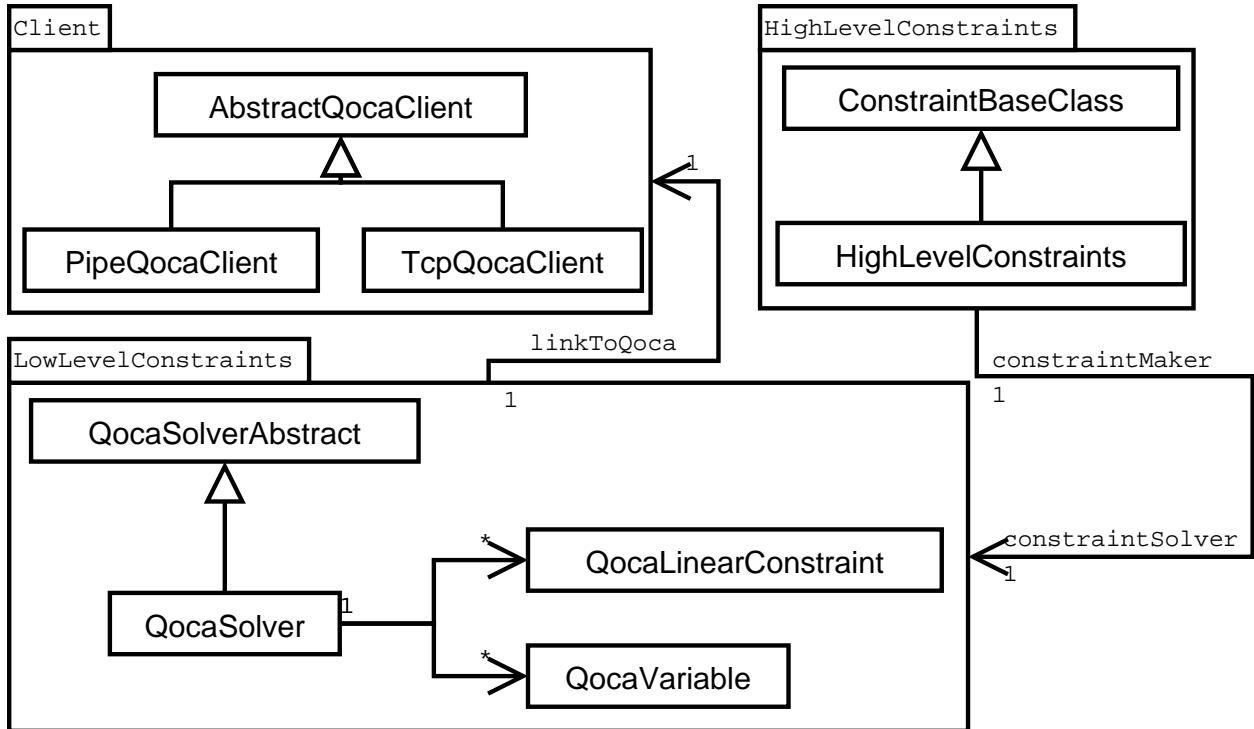 Client
AbstractQocaClient
PipeQocaClient
TcpQocaClient
1
HighLevelConstraints
ConstraintBaseClass
HighLevelConstraints
linkToQoca
1
constraintMaker
1
LowLevelConstraints
QocaSolverAbstract
QocaSolver
1
*
QocaLinearConstraint
*
QocaVariable
constraintSolver
1